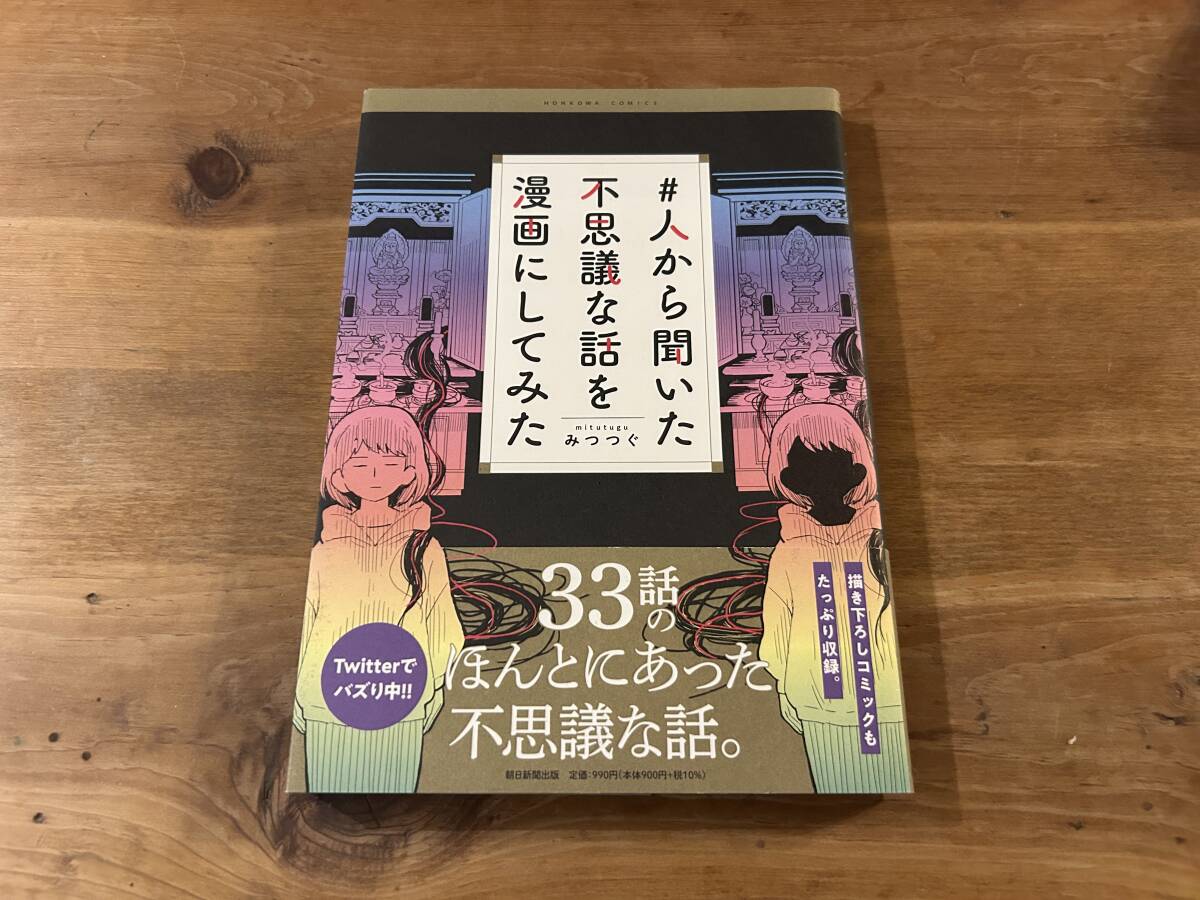 HONKOWA COMICS
#人から聞いた
不思議な話を
漫画にしてみた
mitutugu
みつつぐ
33話の
ほんとにあった
不思議な話。
描き下ろしコミックも
たっぷり収録。
Twitterで
バズり中!!
朝日新聞出版 定価:990円(本体900円+税10%)